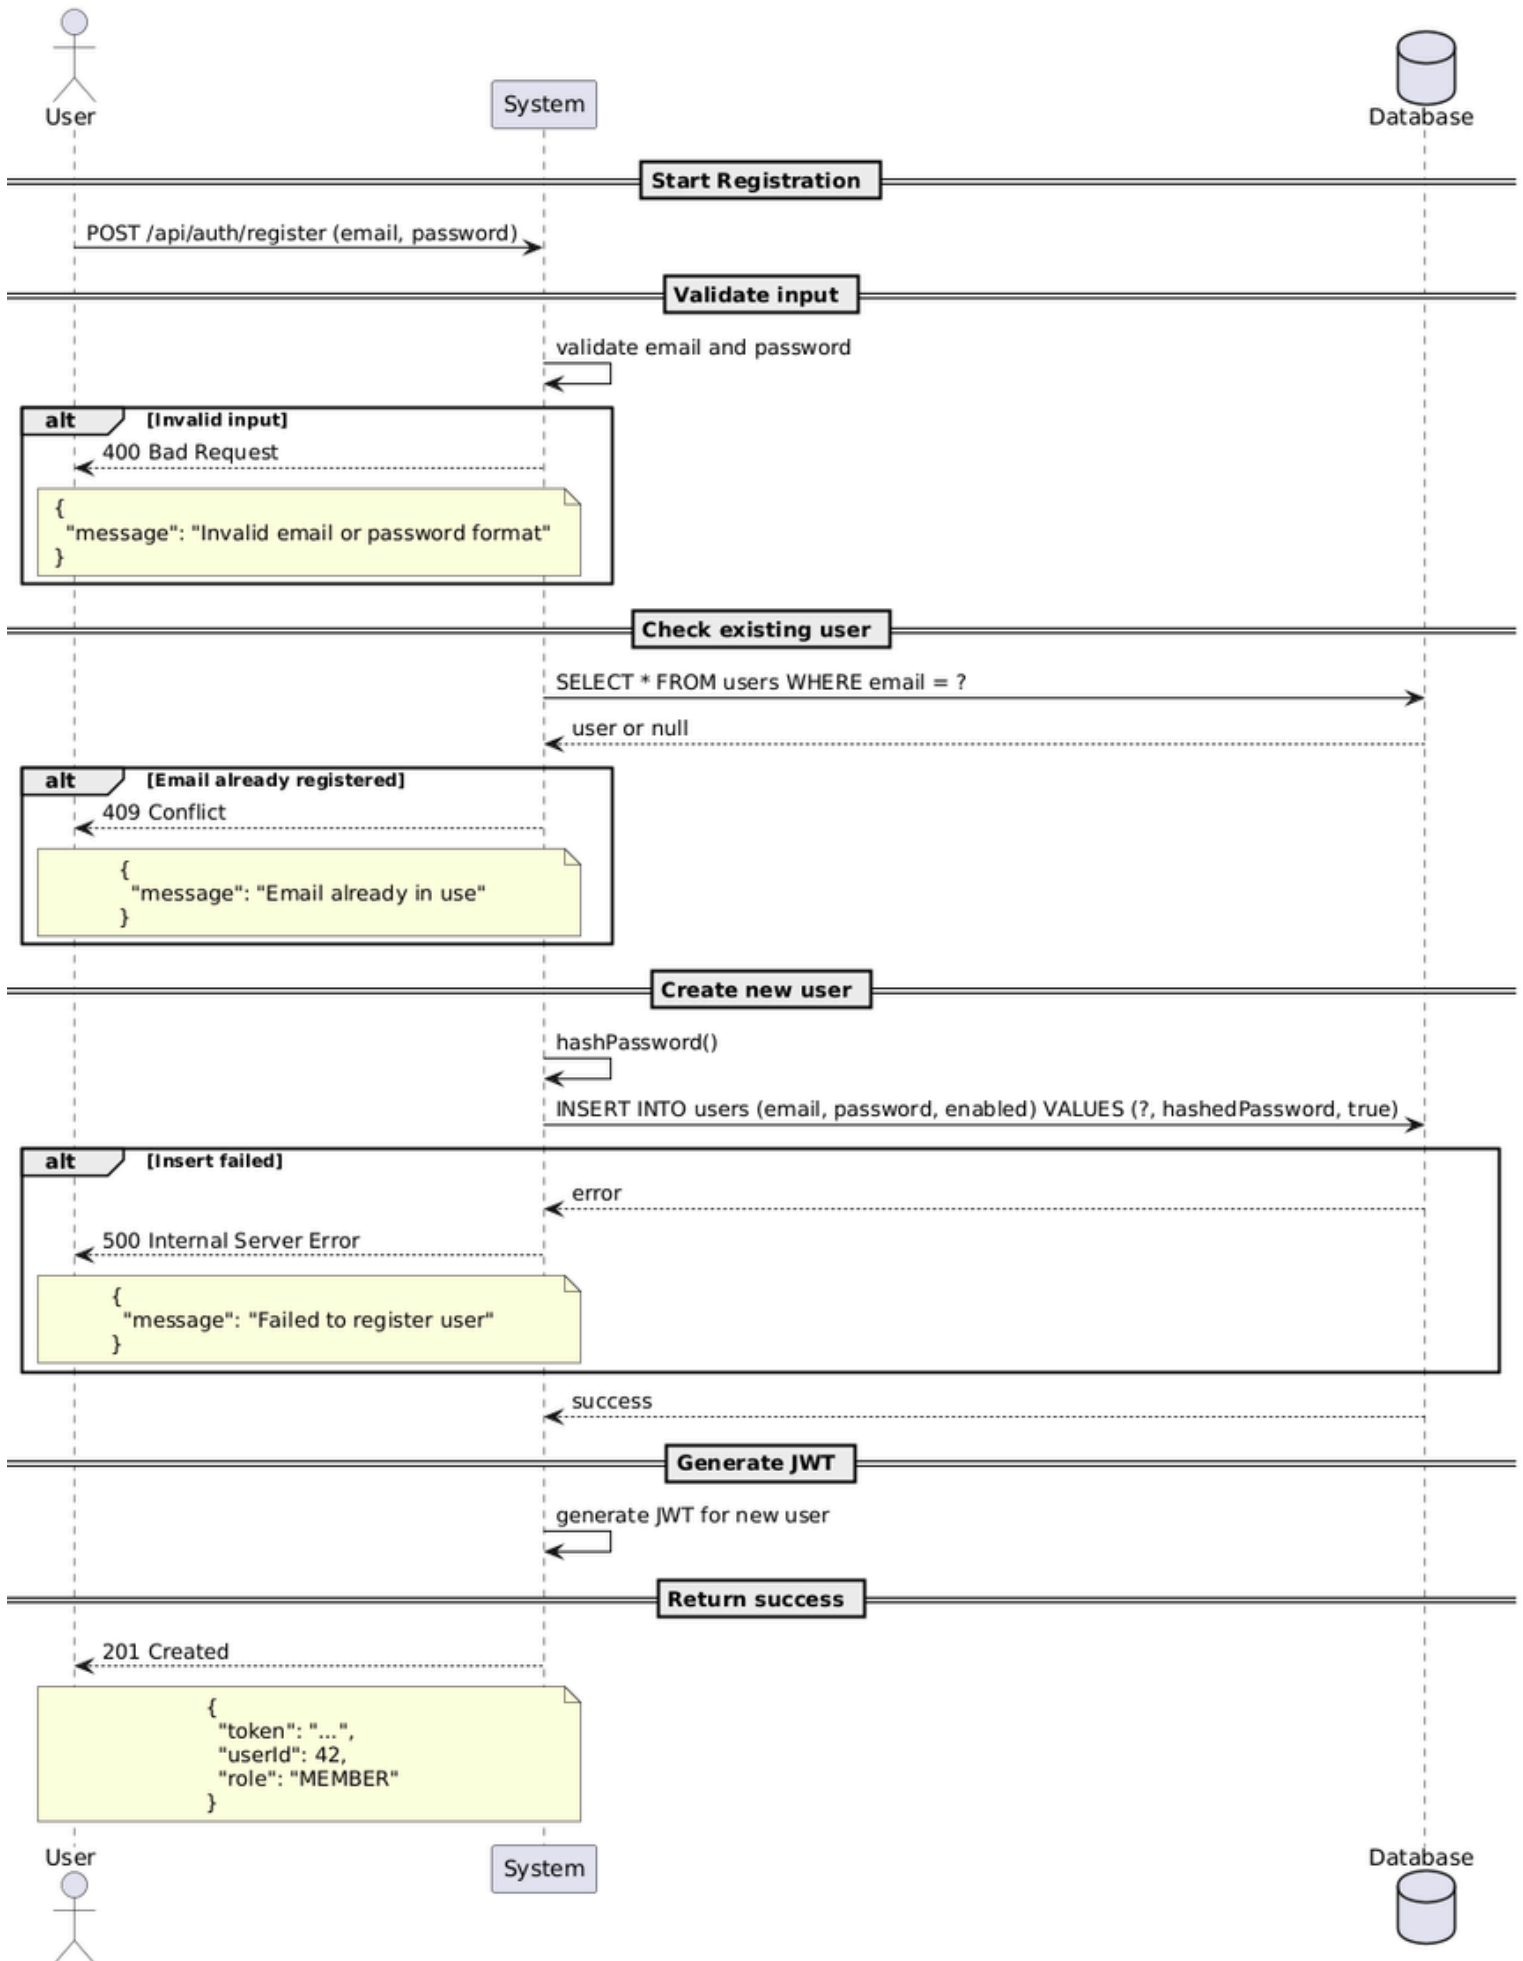 User
System
Database
Start Registration
POST /api/auth/register (email, password)
Validate input
validate email and password
alt [Invalid input]
400 Bad Request
{
"message": "Invalid email or password format"
}
Check existing user
SELECT * FROM users WHERE email = ?
user or null
alt [Email already registered]
409 Conflict
{
"message": "Email already in use"
}
Create new user
hashPassword()
INSERT INTO users (email, password, enabled) VALUES (?, hashedPassword, true)
alt [Insert failed]
error
500 Internal Server Error
{
"message": "Failed to register user"
}
success
Generate JWT
generate JWT for new user
Return success
201 Created
{
"token": "...",
"userId": 42,
"role": "MEMBER"
}
User
System
Database